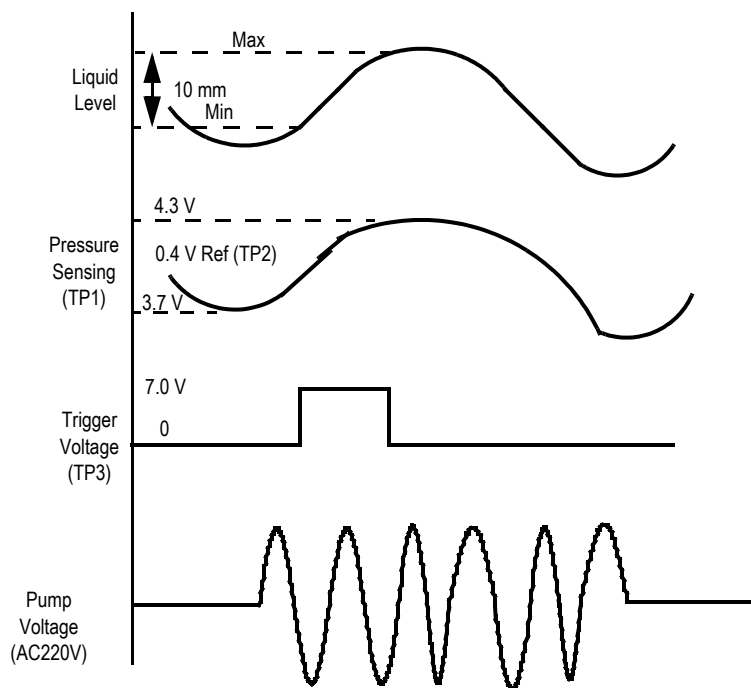 Max
Liquid
Level
10 mm
Min
4.3 V
Pressure
Sensing
(TP1)
0.4 V Ref (TP2)
3.7 V
7.0 V
Trigger
Voltage
(TP3)
0
Pump
Voltage
(AC220V)